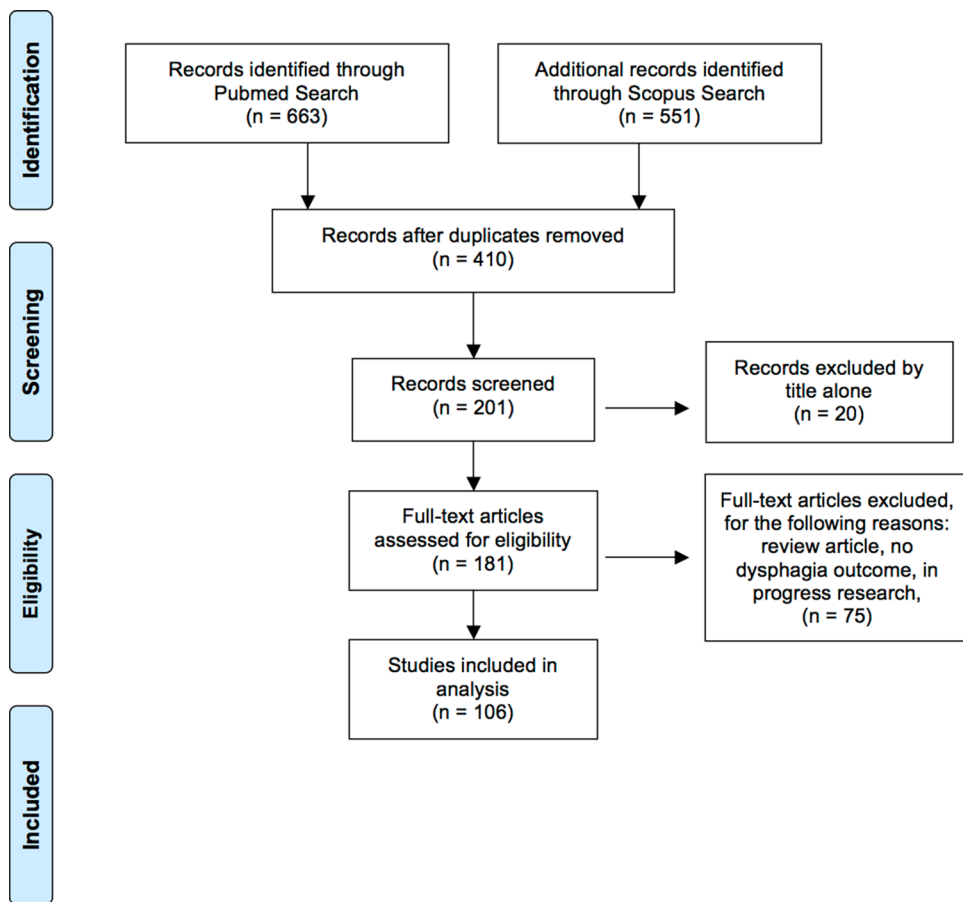 Identification
Records identified through
Pubmed Search
(n = 663)
Additional records identified
through Scopus Search
(n = 551)
Records after duplicates removed
(n = 410)
Screening
Records screened
(n = 201)
Records excluded by
title alone
(n = 20)
Eligibility
Full-text articles
assessed for eligibility
(n = 181)
Full-text articles excluded,
for the following reasons:
review article, no
dysphagia outcome, in
progress research,
(n = 75)
Studies included in
analysis
(n = 106)
Included